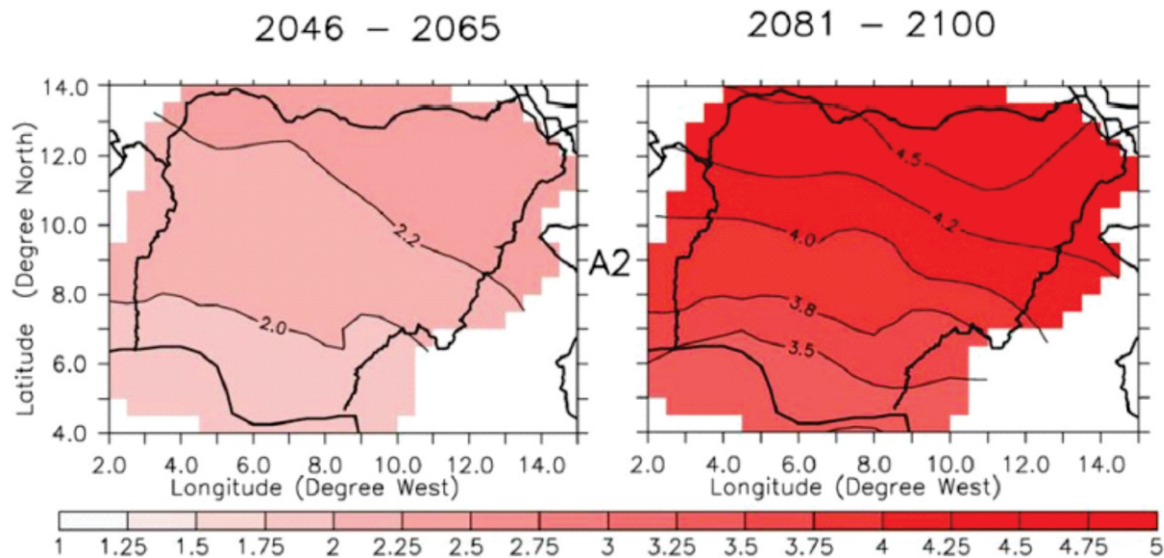 2046 – 2065
2081 – 2100
14.0
12.0
10.0
8.0
6.0
4.0
Latitude (Degree North)
2.2
2.0
2.0 4.0 6.0 8.0 10.0 12.0 14.0
Longitude (Degree West)
A2
4.5
4.2
4.0
3.8
3.5
2.0 4.0 6.0 8.0 10.0 12.0 14.0
Longitude (Degree West)
1 1.25 1.5 1.75 2 2.25 2.5 2.75 3 3.25 3.5 3.75 4 4.25 4.5 4.75 5